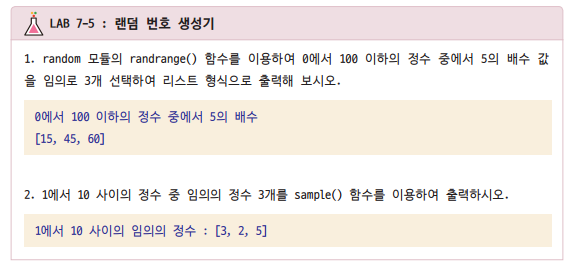 LAB 7-5 : 랜덤 번호 생성기
1. random 모듈의 randrange() 함수를 이용하여 0에서 100 이하의 정수 중에서 5의 배수 값
을 임의로 3개 선택하여 리스트 형식으로 출력해 보시오.
0에서 100 이하의 정수 중에서 5의 배수
[15, 45, 60]
2. 1에서 10 사이의 정수 중 임의의 정수 3개를 sample() 함수를 이용하여 출력하시오.
1에서 10 사이의 임의의 정수 : [3, 2, 5]